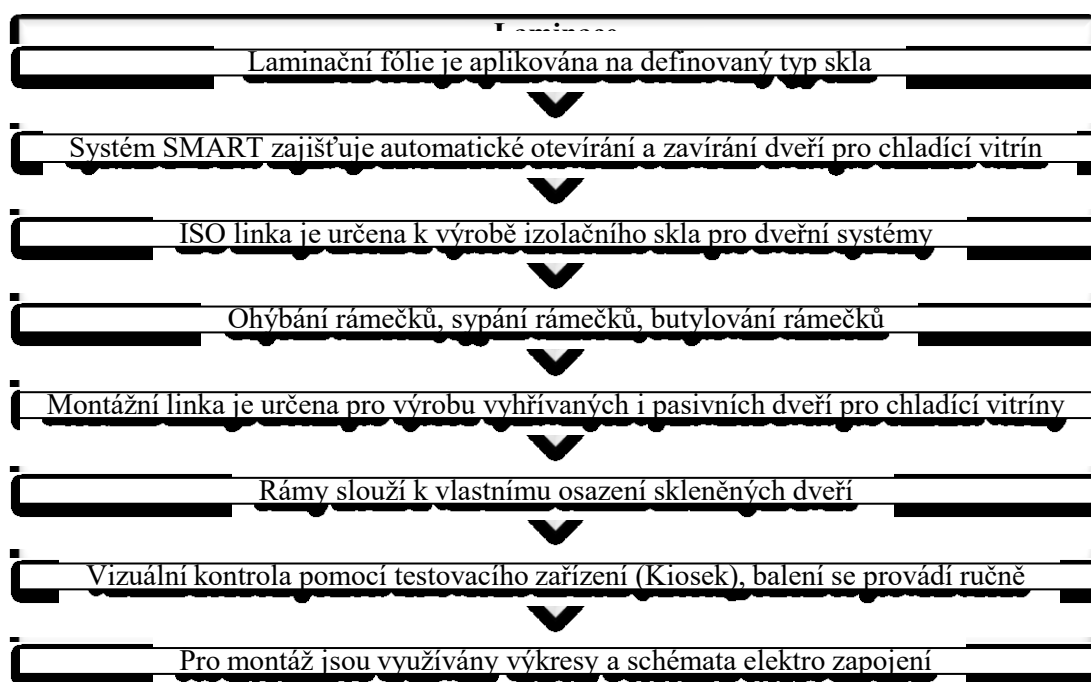 Laminace
Laminační fólie je aplikována na definovaný typ skla
Systém SMART zajišťuje automatické otevírání a zavírání dveří pro chladící vitrín
ISO linka je určena k výrobě izolačního skla pro dveřní systémy
Ohýbání rámečků, sypání rámečků, butylování rámečků
Montážní linka je určena pro výrobu vyhřívaných i pasivních dveří pro chladící vitríny
Rámy slouží k vlastnímu osazení skleněných dveří
Vizuální kontrola pomocí testovacího zařízení (Kiosek), balení se provádí ručně
Pro montáž jsou využívány výkresy a schémata elektro zapojení